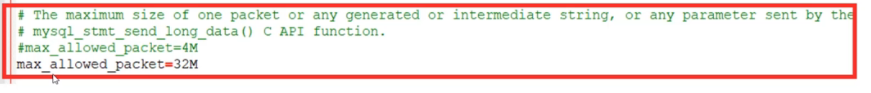 # The maximum size of one packet or any generated or intermediate string, or any parameter sent by the
# mysql_stmt_send_long_data() C API function.
#max_allowed_packet=4M
max_allowed_packet=32M